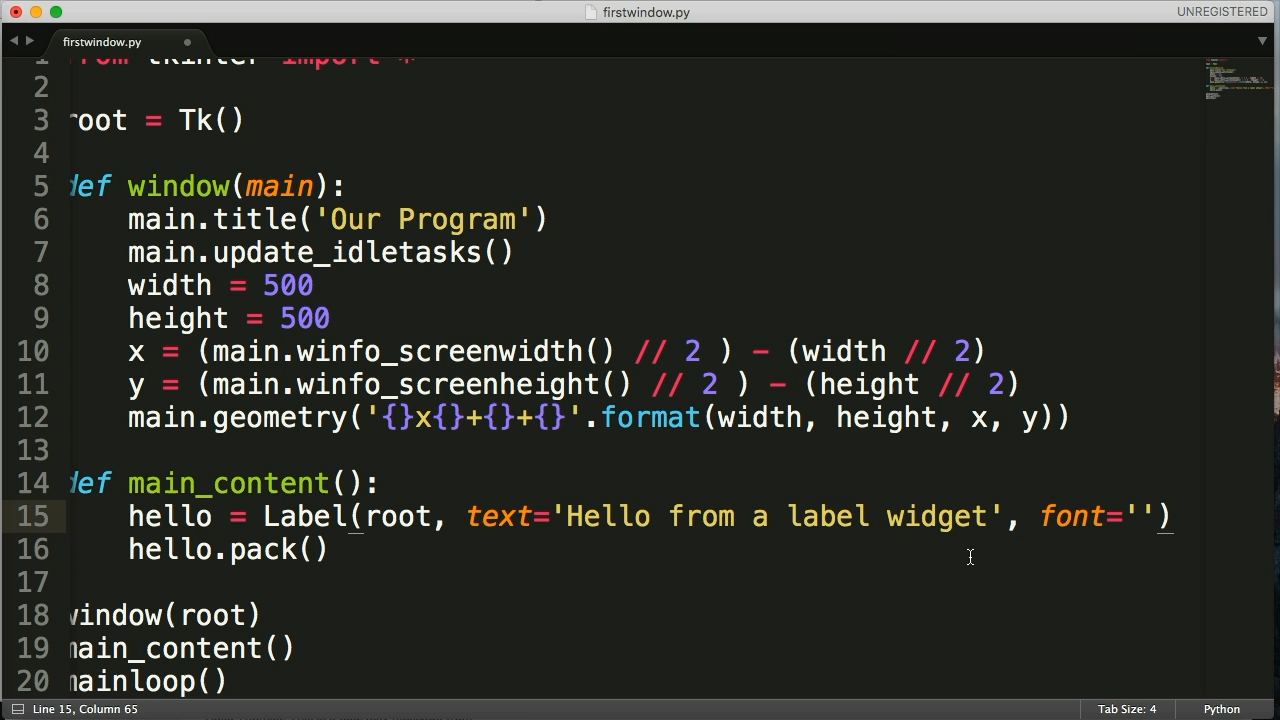 firstwindow.py
UNREGISTERED
firstwindow.py
1 from tkinter import *
2
3 root = Tk()
4
5 def window(main):
6 main.title('Our Program')
7 main.update_idletasks()
8 width = 500
9 height = 500
10 x = (main.winfo_screenwidth() // 2 ) - (width // 2)
11 y = (main.winfo_screenheight() // 2 ) - (height // 2)
12 main.geometry('{}x{}+{}+{}'.format(width, height, x, y))
13
14 def main_content():
15 hello = Label(root, text='Hello from a label widget', font='')
16 hello.pack()
17
18 window(root)
19 main_content()
20 mainloop()
Line 15, Column 65
Tab Size: 4
Python